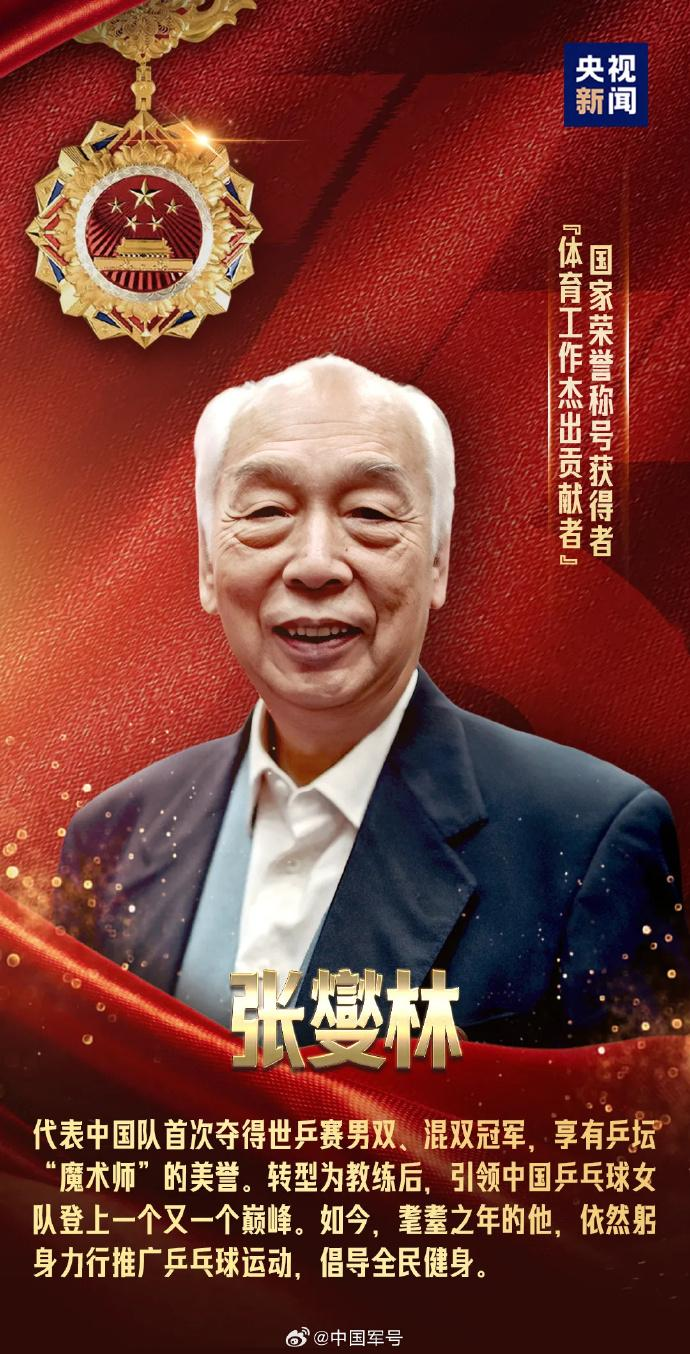 央视
新闻
国家荣誉称号获得者
『体育工作杰出贡献者』
张燮林
代表中国队首次夺得世乒赛男双、混双冠军，享有乒坛
“魔术师”的美誉。转型为教练后，引领中国乒乓球女
队登上一个又一个巅峰。如今，耄耋之年的他，依然躬
身力行推广乒乓球运动，倡导全民健身。
@中国军号